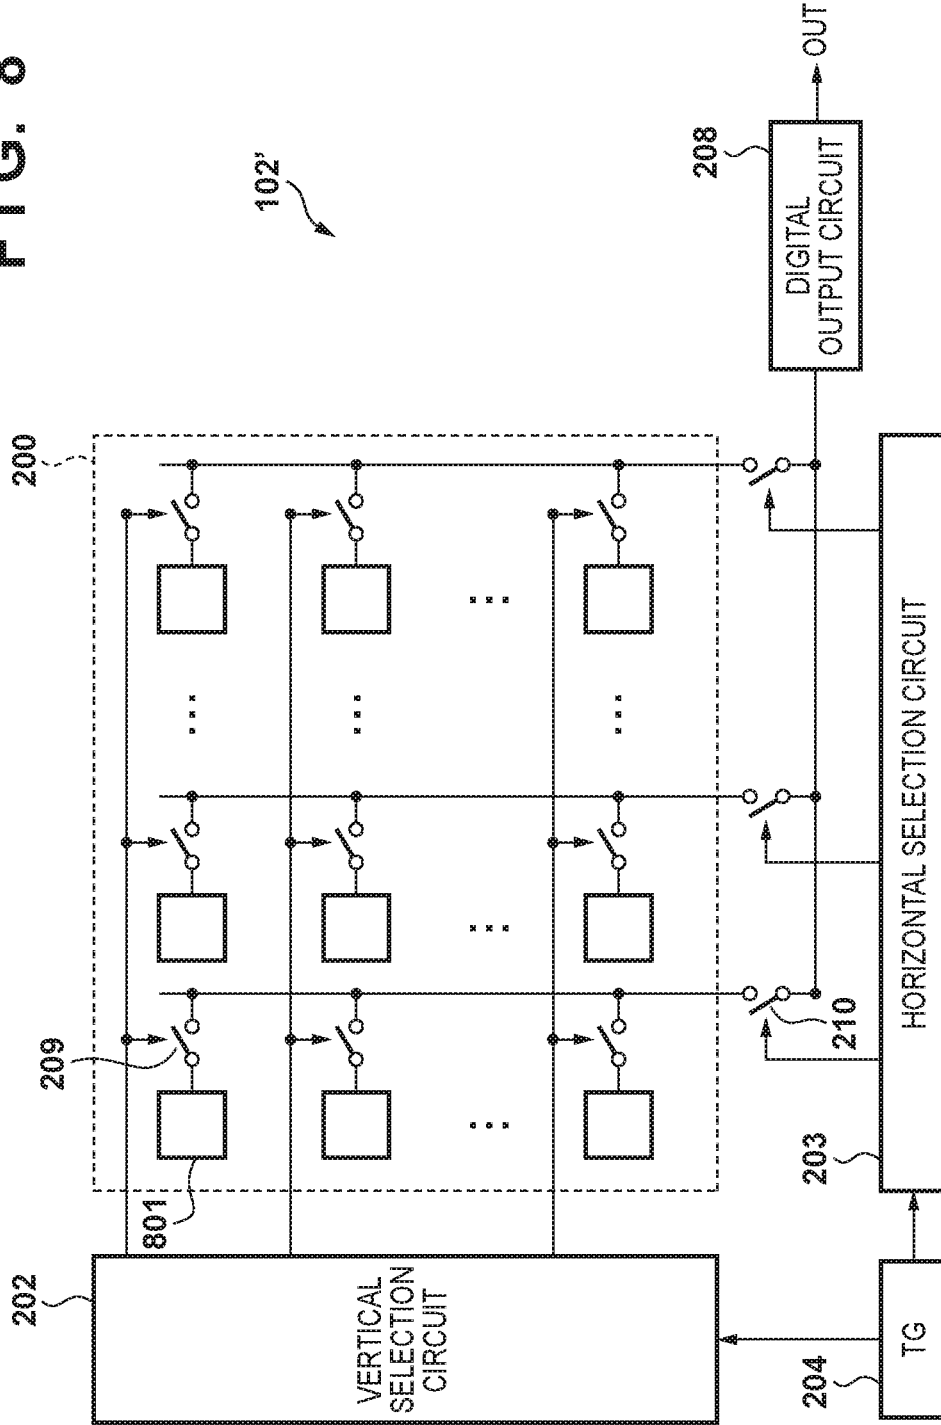 FIG. 8
102'
200
209
801
202
VERTICAL
SELECTION
CIRCUIT
204
TG
203
HORIZONTAL SELECTION CIRCUIT
210
208
DIGITAL
OUTPUT CIRCUIT
OUT